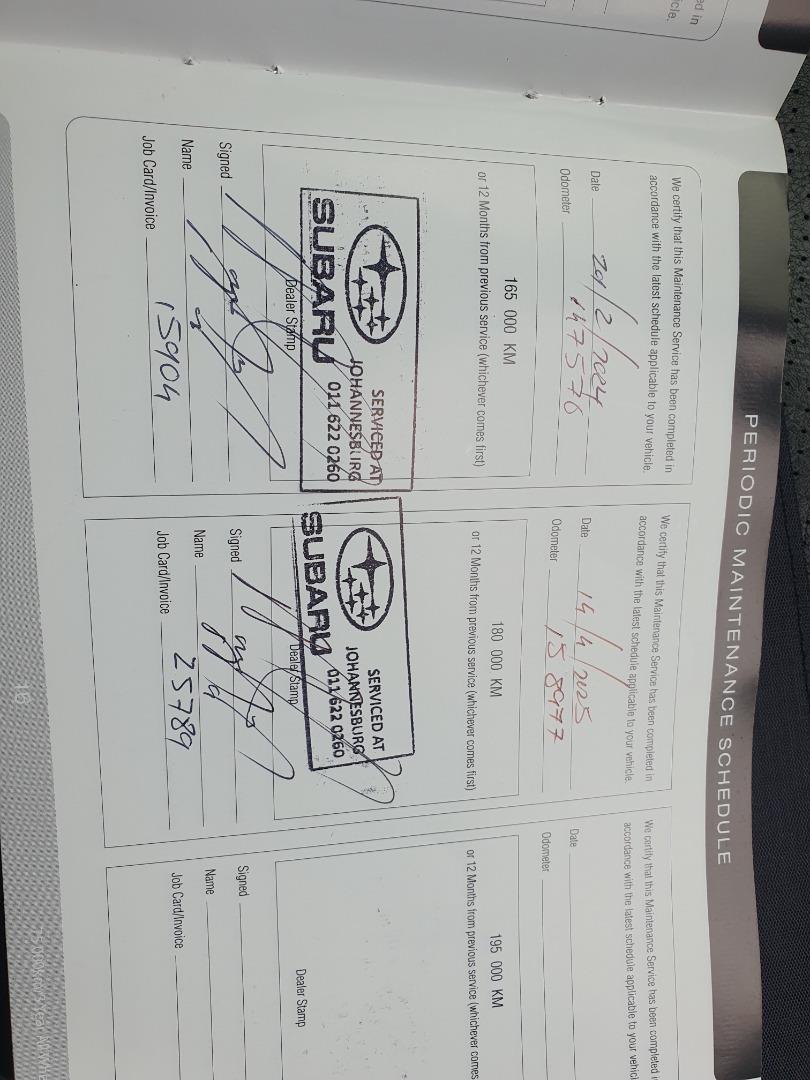 PERIODIC MAINTENANCE SCHEDULE
We certify that this Maintenance Service has been completed in
accordance with the latest schedule applicable to your vehicle.
Date 29/2/2024
Odometer 147576
165 000 KM
or 12 Months from previous service (whichever comes first)
SERVICED AT
JOHANNESBURG
011 622 0260
SUBARU
Dealer Stamp
Signed
Name
Job Card/Invoice 15904
We certify that this Maintenance Service has been completed in
accordance with the latest schedule applicable to your vehicle.
Date 14/4/2025
Odometer 158977
180 000 KM
or 12 Months from previous service (whichever comes first)
SERVICED AT
JOHANNESBURG
011 622 0260
SUBARU
Dealer Stamp
Signed
Name
Job Card/Invoice 25789
We certify that this Maintenance Service has been completed
accordance with the latest schedule applicable to your
Date
Odometer
195 000 KM
or 12 Months from previous service (whichever comes
Dealer Stamp
Signed
Name
Job Card/Invoice
16